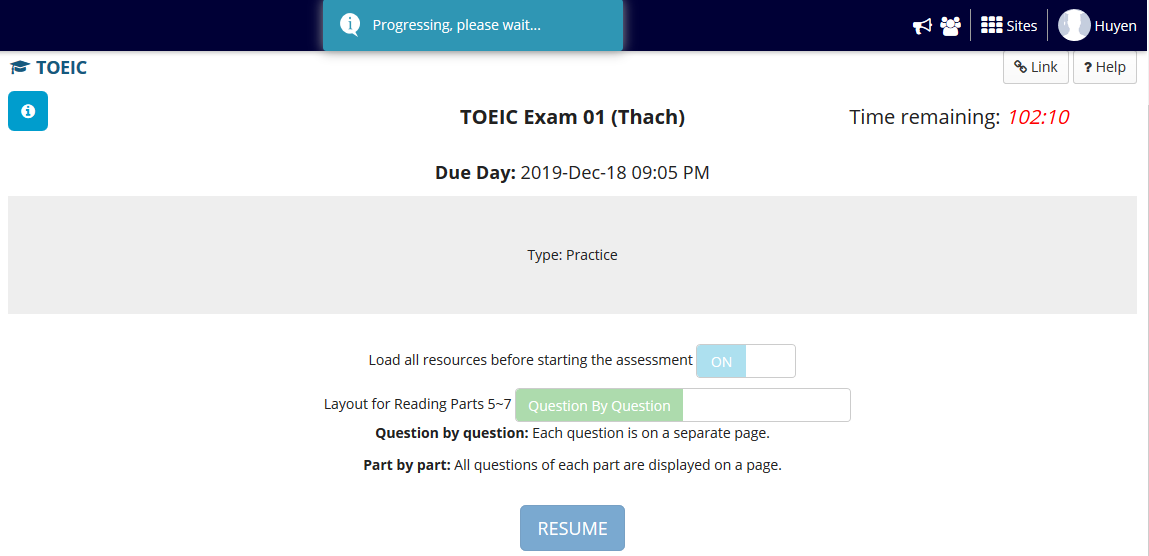 Progressing, please wait...
Sites
Huyen
TOEIC
Link
? Help
TOEIC Exam 01 (Thach)
Time remaining: 102:10
Due Day: 2019-Dec-18 09:05 PM
Type: Practice
Load all resources before starting the assessment ON
Layout for Reading Parts 5~7 Question By Question
Question by question: Each question is on a separate page.
Part by part: All questions of each part are displayed on a page.
RESUME